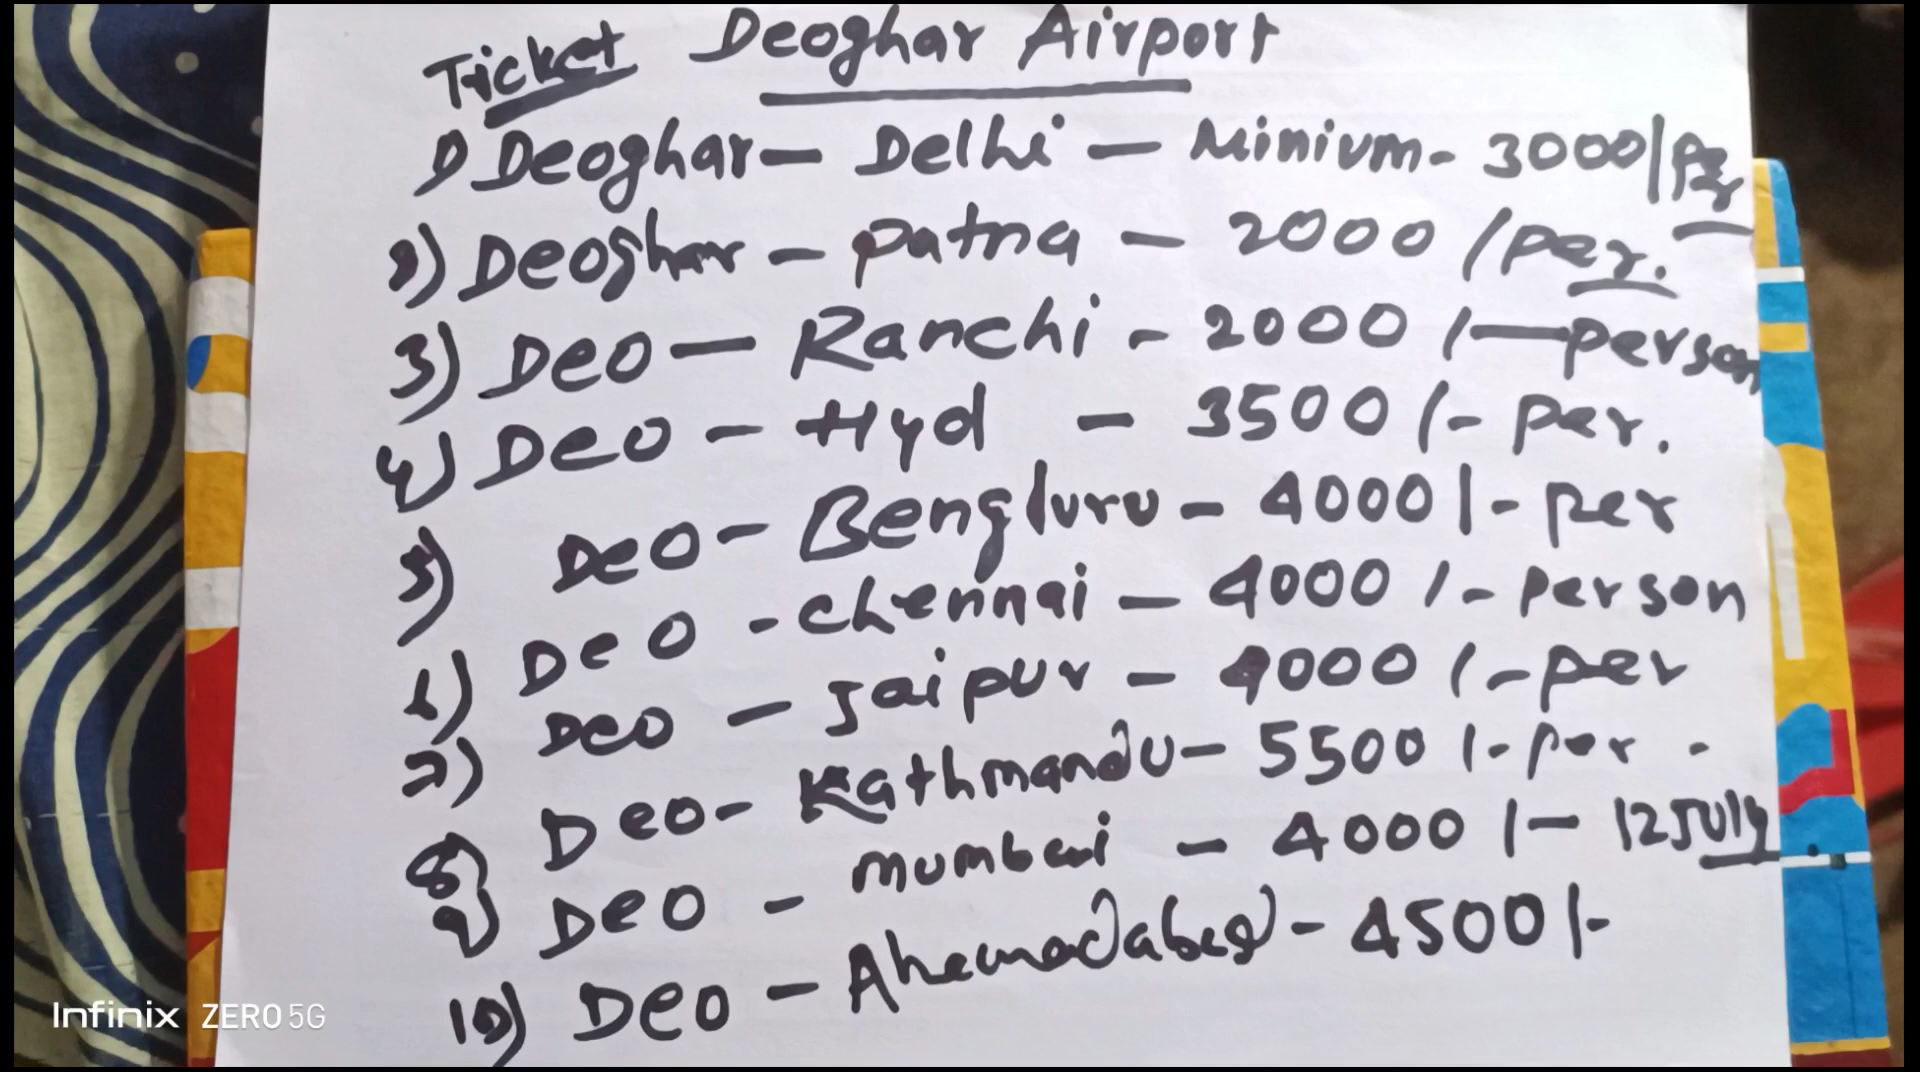 Ticket Deoghar Airport
1) Deoghar - Delhi - Minium - 3000/per
2) Deoghar - Patna - 2000 /per.
3) Deo - Ranchi - 2000 /-person
4) Deo - Hyd - 3500 /- per.
5) Deo - Bengluru - 4000 /- per
6) Deo - chennai - 4000 /- person
7) Deo - Jaipur - 4000 /- per
8) Deo - Kathmandu - 5500 /- per -
9) Deo - mumbai - 4000 /- 12 July
10) Deo - Ahemadabad - 4500 /-
Infinix ZERO 5G